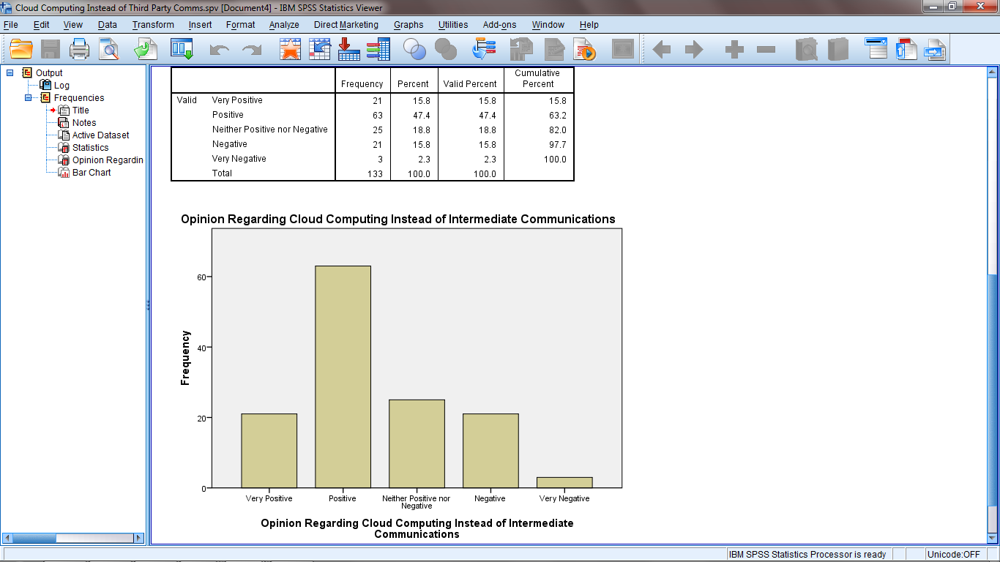 Cloud Computing Instead of Third Party Comms.spv [Document4] - IBM SPSS Statistics Viewer
File Edit View Data Transform Insert Format Analyze Direct Marketing Graphs Utilities Add-ons Window Help
Output
Log
Frequencies
Title
Notes
Active Dataset
Statistics
Opinion Regardin
Bar Chart
Frequency Percent Valid Percent Cumulative
Percent
Valid Very Positive 21 15.8 15.8 15.8
Positive 63 47.4 47.4 63.2
Neither Positive nor Negative 25 18.8 18.8 82.0
Negative 21 15.8 15.8 97.7
Very Negative 3 2.3 2.3 100.0
Total 133 100.0 100.0
Opinion Regarding Cloud Computing Instead of Intermediate Communications
Frequency
60
40
20
0
Very Positive Positive Neither Positive nor Negative Very Negative
Negative
Opinion Regarding Cloud Computing Instead of Intermediate
Communications
IBM SPSS Statistics Processor is ready Unicode:OFF